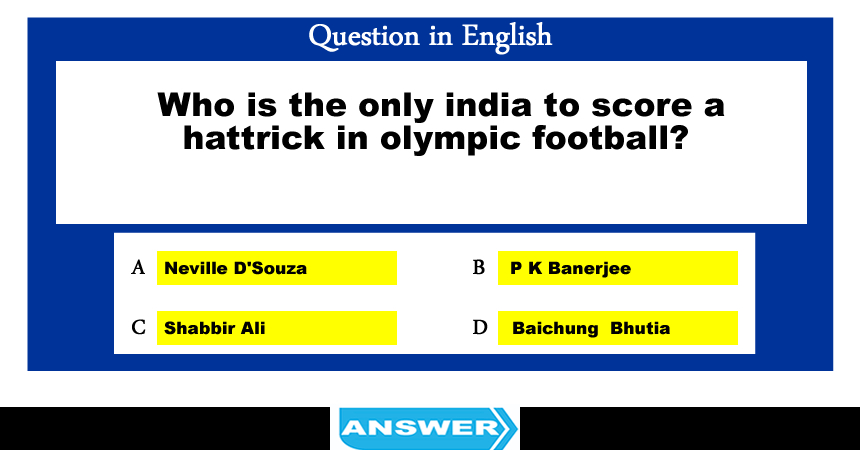 Question in English
Who is the only india to score a
hattrick in olympic football?
A Neville D'Souza B P K Banerjee
C Shabbir Ali D Baichung Bhutia
ANSWER